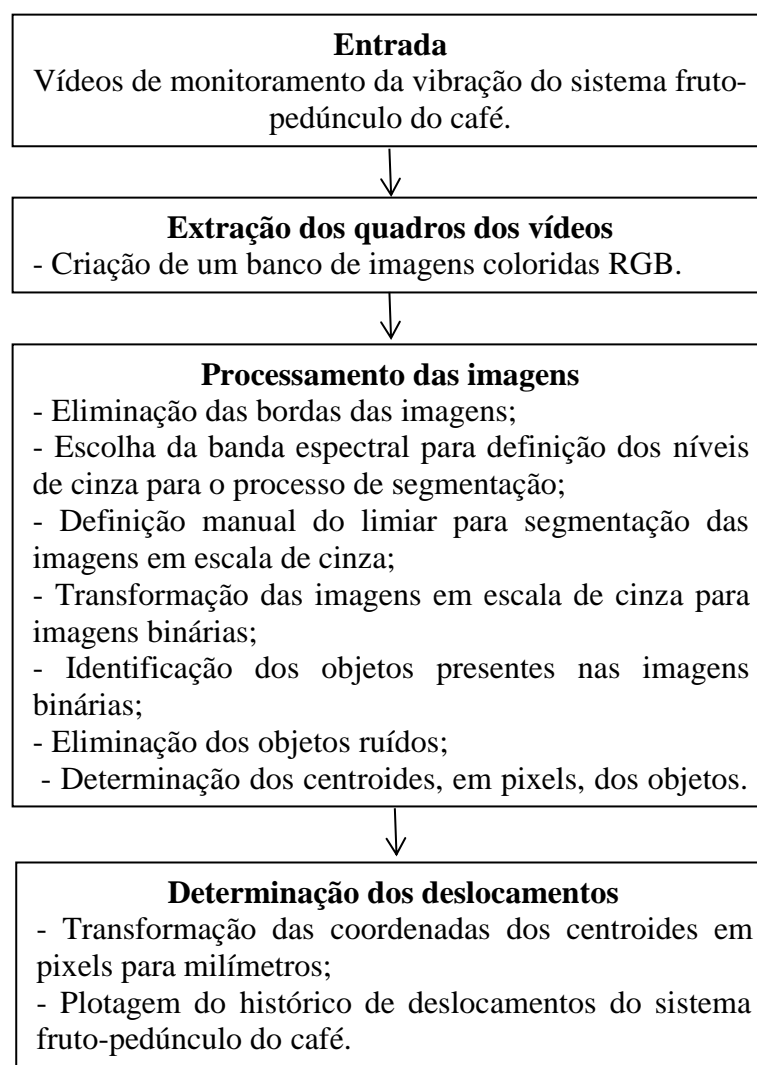 Entrada
Vídeos de monitoramento da vibração do sistema fruto-
pedúnculo do café.
Extração dos quadros dos vídeos
- Criação de um banco de imagens coloridas RGB.
Processamento das imagens
- Eliminação das bordas das imagens;
- Escolha da banda espectral para definição dos níveis
de cinza para o processo de segmentação;
- Definição manual do limiar para segmentação das
imagens em escala de cinza;
- Transformação das imagens em escala de cinza para
imagens binárias;
- Identificação dos objetos presentes nas imagens
binárias;
- Eliminação dos objetos ruídos;
- Determinação dos centroides, em pixels, dos objetos.
Determinação dos deslocamentos
- Transformação das coordenadas dos centroides em
pixels para milímetros;
- Plotagem do histórico de deslocamentos do sistema
fruto-pedúnculo do café.